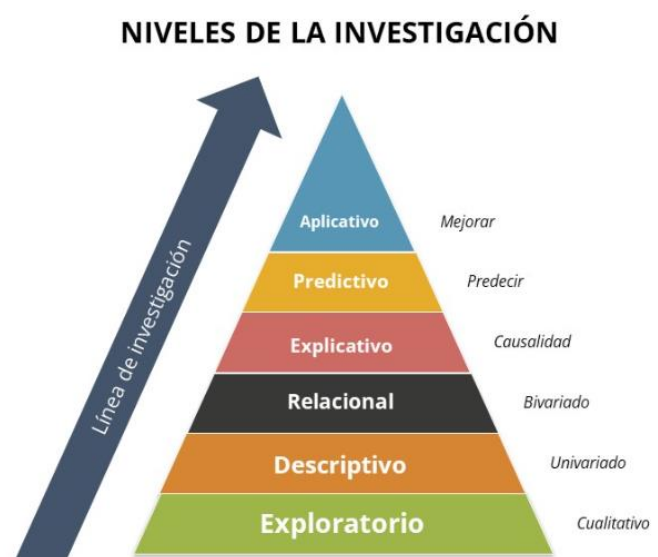 NIVELES DE LA INVESTIGACIÓN
Línea de investigación
Aplicativo
Mejorar
Predictivo
Predecir
Explicativo
Causalidad
Relacional
Bivariado
Descriptivo
Univariado
Exploratorio
Cualitativo